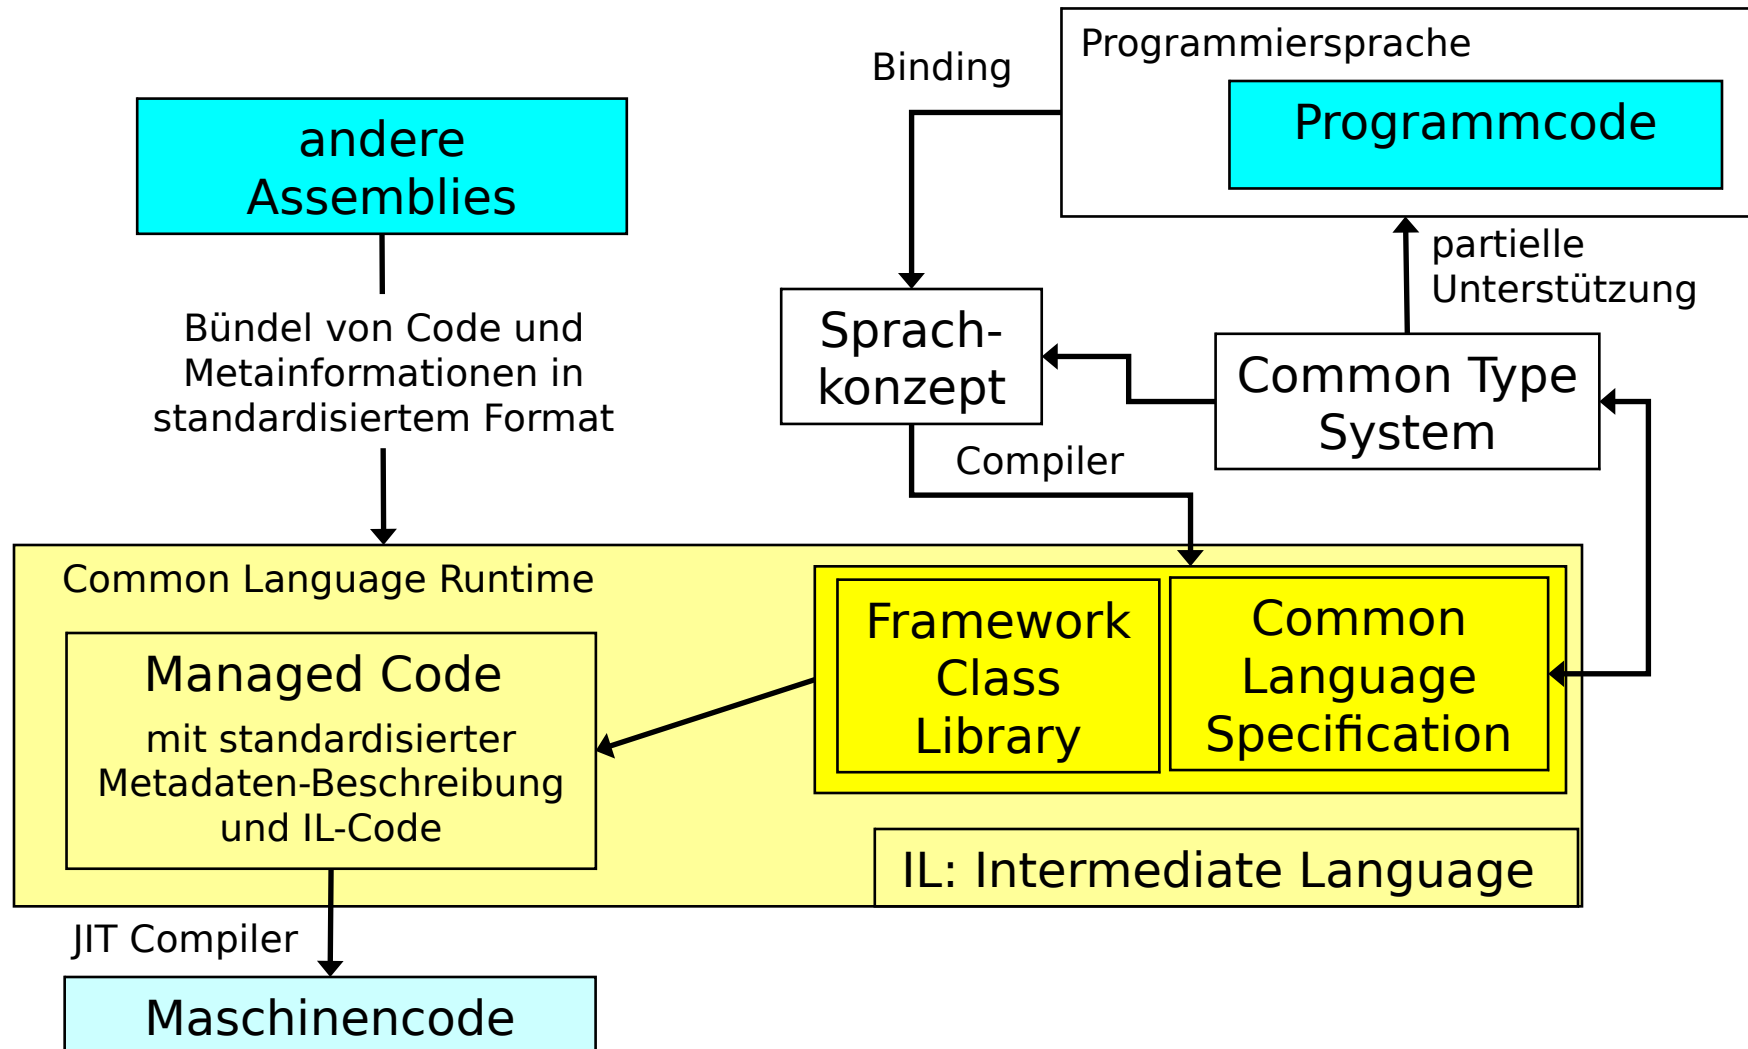 Programmiersprache
Binding
Programmcode
andere
Assemblies
partielle
Unterstützung
Bündel von Code und
Metainformationen in
standardisiertem Format
Sprach-
konzept
Common Type
System
Compiler
Common Language Runtime
Framework
Class
Library
Common
Language
Specification
Managed Code
mit standardisierter
Metadaten-Beschreibung
und IL-Code
IL: Intermediate Language
JIT Compiler
Maschinencode